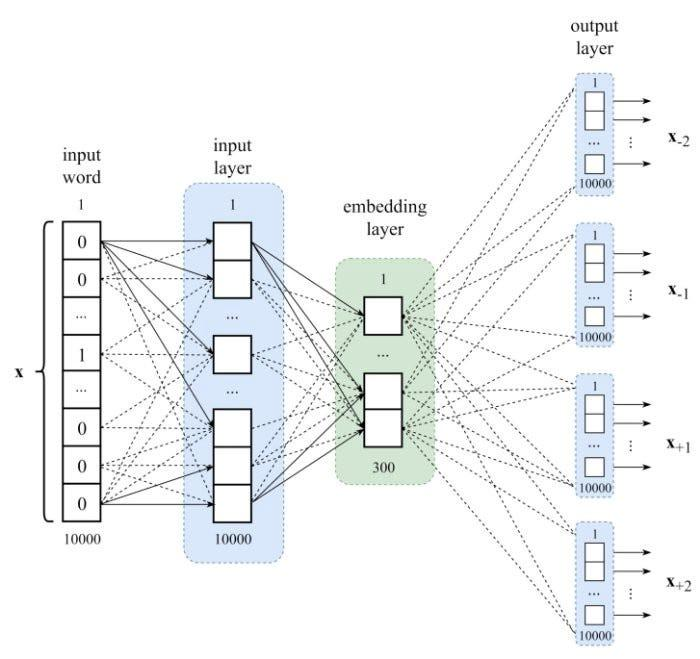 output
layer
1
...
10000
x-2
input
word
1
0
0
...
1
...
0
0
0
10000
x
input
layer
1
...
...
10000
embedding
layer
1
...
300
1
...
10000
x-1
1
...
10000
x+1
1
...
10000
x+2